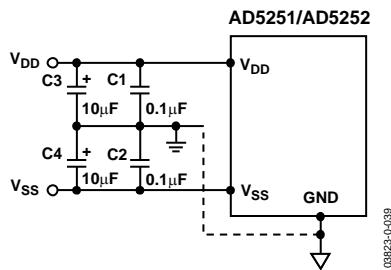 AD5251/AD5252
VDD
VDD
C3
+
C1
10µF
0.1µF
C4
+
C2
10µF
0.1µF
VSS
VSS
GND
03823-0-039